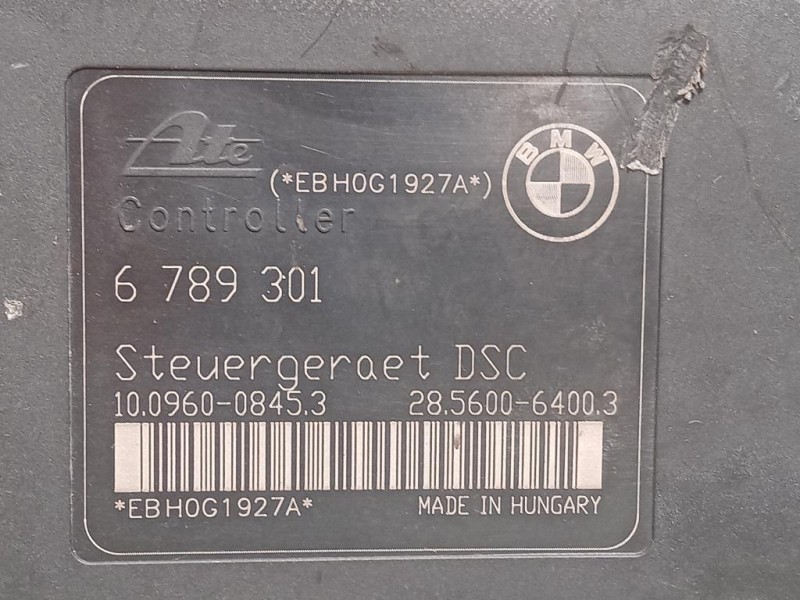 Ate
BMW
(*EBH0G1927A*)
Controller
6 789 301
Steuergeraet DSC
10.0960-0845.3 28.5600-6400.3
*EBH0G1927A* MADE IN HUNGARY